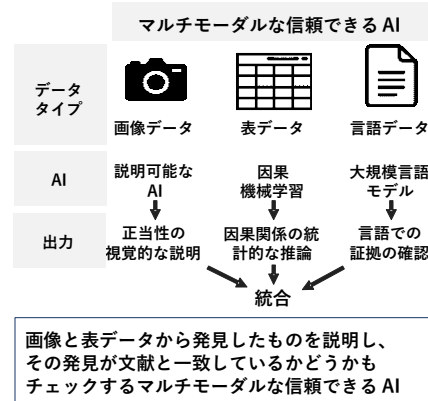 マルチモーダルな信頼できる AI
データ
タイプ
画像データ
表データ
言語データ
AI
説明可能な
AI
因果
機械学習
大規模言語
モデル
出力
正当性の
視覚的な説明
因果関係の統
計的な推論
言語での
証拠の確認
統合
画像と表データから発見したものを説明し、
その発見が文献と一致しているかどうかも
チェックするマルチモーダルな信頼できる AI